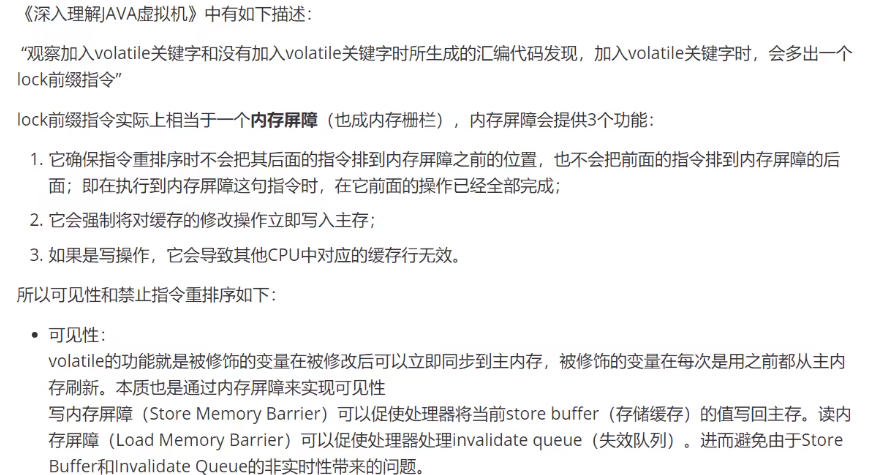 《深入理解JAVA虚拟机》中有如下描述：
“观察加入volatile关键字和没有加入volatile关键字时所生成的汇编代码发现，加入volatile关键字时，会多出一个
lock前缀指令”
lock前缀指令实际上相当于一个内存屏障（也成内存栅栏），内存屏障会提供3个功能：
1. 它确保指令重排序时不会把其后面的指令排到内存屏障之前的位置，也不会把前面的指令排到内存屏障的后
面；即在执行到内存屏障这句指令时，在它前面的操作已经全部完成；
2. 它会强制将对缓存的修改操作立即写入主存；
3. 如果是写操作，它会导致其他CPU中对应的缓存行无效。
所以可见性和禁止指令重排序如下：
• 可见性：
volatile的功能就是被修饰的变量在被修改后可以立即同步到主内存，被修饰的变量在每次是用之前都从主内
存刷新。本质也是通过内存屏障来实现可见性
写内存屏障（Store Memory Barrier）可以促使处理器将当前store buffer（存储缓存）的值写回主存。读内
存屏障（Load Memory Barrier）可以促使处理器处理invalidate queue（失效队列）。进而避免由于Store
Buffer和Invalidate Queue的非实时性带来的问题。